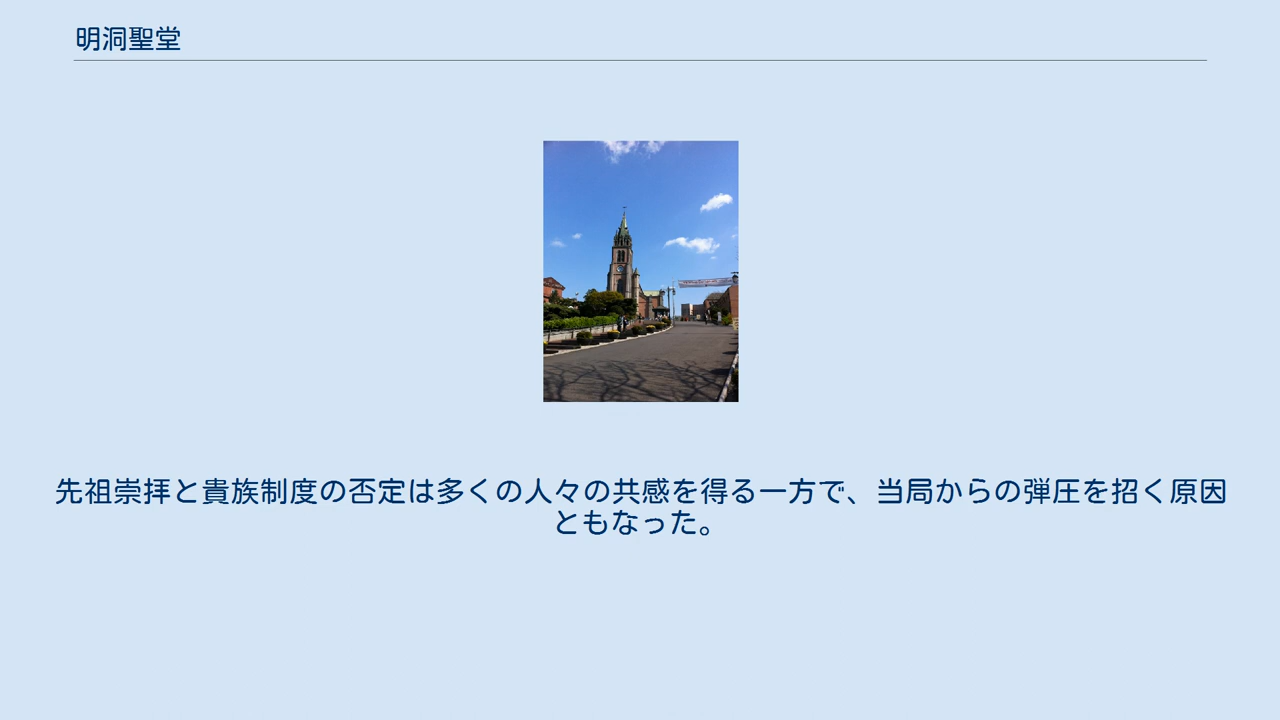 明洞聖堂
先祖崇拝と貴族制度の否定は多くの人々の共感を得る一方で、当局からの弾圧を招く原因
ともなった。